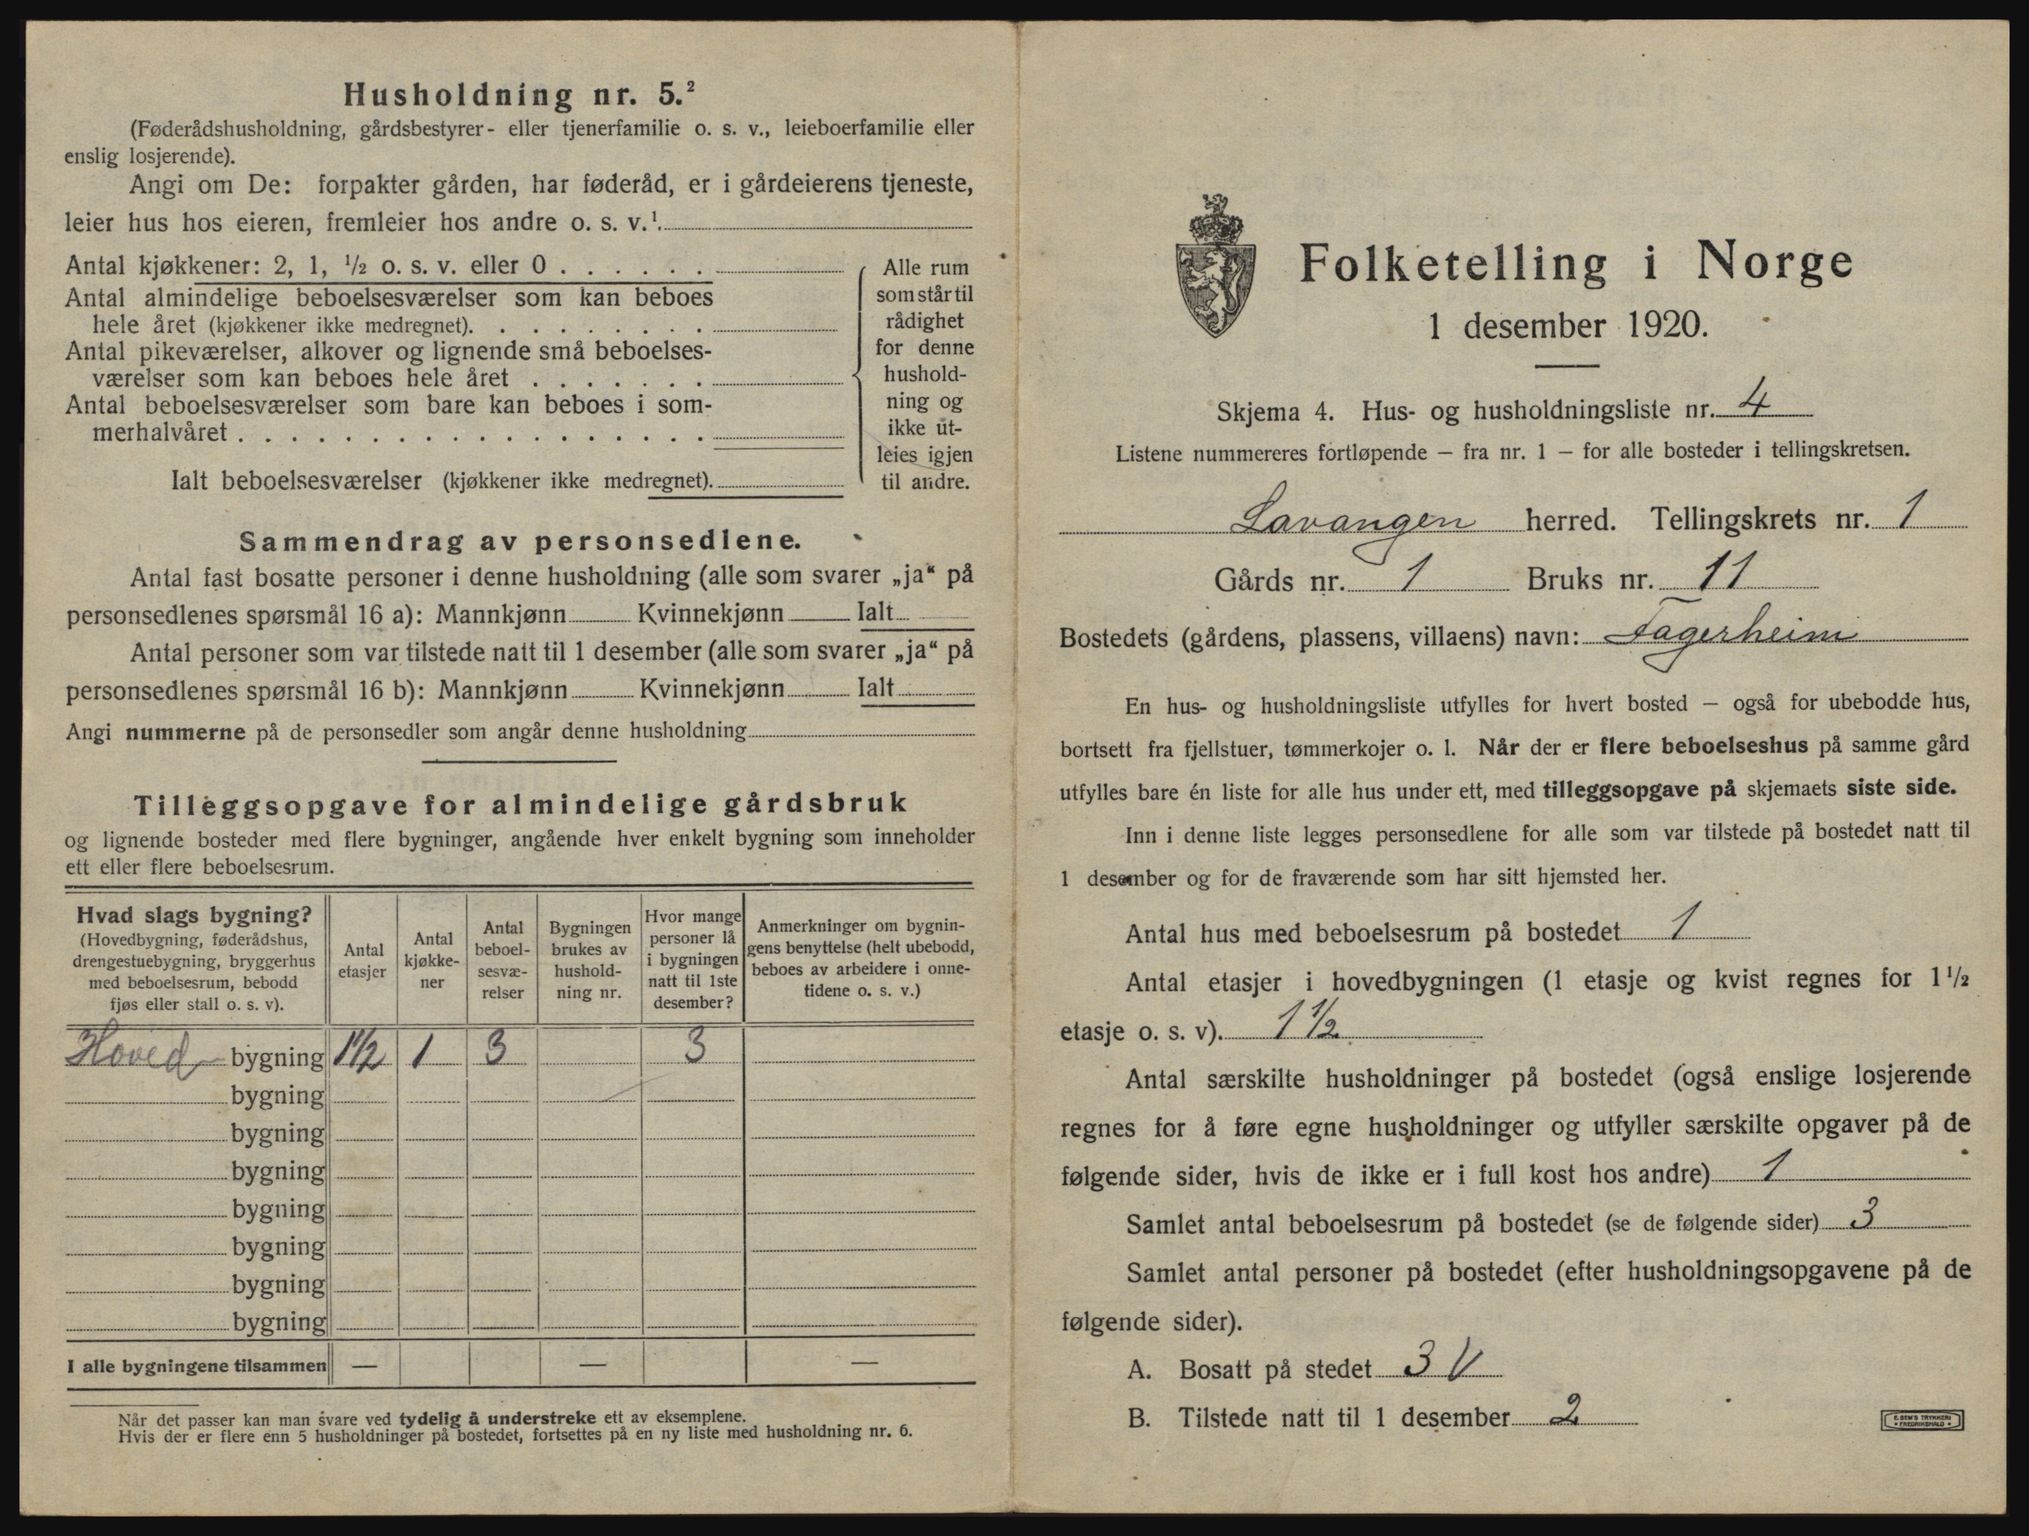 Husholdning nr. 5.²
(Føderådshusholdning, gårdsbestyrer- eller tjenerfamilie o. s. v., leieboerfamilie eller
enslig losjerende).
Angi om De: forpakter gården, har føderåd, er i gårdeierens tjeneste,
leier hus hos eieren, fremleier hos andre o. s. v.¹.
Antal kjøkkener: 2, 1, ½ o. s. v. eller 0 . . . . . .
Antal almindelige beboelsesværelser som kan beboes
hele året (kjøkkener ikke medregnet). . . . . . . . . .
Antal pikeværelser, alkover og lignende små beboelses-
værelser som kan beboes hele året . . . . . . .
Antal beboelsesværelser som bare kan beboes i som-
merhalvåret . . . . . . . . . . . . . . . . . .
Ialt beboelsesværelser (kjøkkener ikke medregnet).
Alle rum
som står til
rådighet
for denne
hushold-
ning og
ikke ut-
leies igjen
til andre.
Sammendrag av personsedlene.
Antal fast bosatte personer i denne husholdning (alle som svarer „ja“ på
personsedlenes spørsmål 16 a): Mannkjønn Kvinnekjønn Ialt
Antal personer som var tilstede natt til 1 desember (alle som svarer „ja“ på
personsedlenes spørsmål 16 b): Mannkjønn Kvinnekjønn Ialt
Angi nummerne på de personsedler som angår denne husholdning
Tilleggsopgave for almindelige gårdsbruk
og lignende bosteder med flere bygninger, angående hver enkelt bygning som inneholder
ett eller flere beboelsesrum.
Hvad slags bygning?
(Hovedbygning, føderådshus,
drengestuebygning, bryggerhus
med beboelsesrum, bebodd
fjøs eller stall o. s. v).
Antal
etasjer
Antal
kjøkke-
ner
Antal
beboel-
sesvæ-
relser
Bygningen
brukes av
hushold-
ning nr.
Hvor mange
personer lå
i bygningen
natt til 1ste
desember?
Anmerkninger om bygnin-
gens benyttelse (helt ubebodd,
beboes av arbeidere i onne-
tidene o. s. v.)
Hoved bygning 1½ 1 3 3
bygning
bygning
bygning
bygning
bygning
bygning
bygning
I alle bygningene tilsammen — — —
Når det passer kan man svare ved tydelig å understreke ett av eksemplene.
Hvis der er flere enn 5 husholdninger på bostedet, fortsettes på en ny liste med husholdning nr. 6.
Folketelling i Norge
1 desember 1920.
Skjema 4. Hus- og husholdningsliste nr. 4
Listene nummereres fortløpende — fra nr. 1 — for alle bosteder i tellingskretsen.
Lavangen herred. Tellingskrets nr. 1
Gårds nr. 1 Bruks nr. 11
Bostedets (gårdens, plassens, villaens) navn: Fagerheim
En hus- og husholdningsliste utfylles for hvert bosted — også for ubebodde hus,
bortsett fra fjellstuer, tømmerkojer o. l. Når der er flere beboelseshus på samme gård
utfylles bare én liste for alle hus under ett, med tilleggsopgave på skjemaets siste side.
Inn i denne liste legges personsedlene for alle som var tilstede på bostedet natt til
1 desember og for de fraværende som har sitt hjemsted her.
Antal hus med beboelsesrum på bostedet 1
Antal etasjer i hovedbygningen (1 etasje og kvist regnes for 1½
etasje o. s. v). 1½
Antal særskilte husholdninger på bostedet (også enslige losjerende
regnes for å føre egne husholdninger og utfyller særskilte opgaver på de
følgende sider, hvis de ikke er i full kost hos andre) 1
Samlet antal beboelsesrum på bostedet (se de følgende sider) 3
Samlet antal personer på bostedet (efter husholdningsopgavene på de
følgende sider).
A. Bosatt på stedet 3 V
B. Tilstede natt til 1 desember 2
E. SEM'S TRYKKERI
• FREDRIKSHALD •